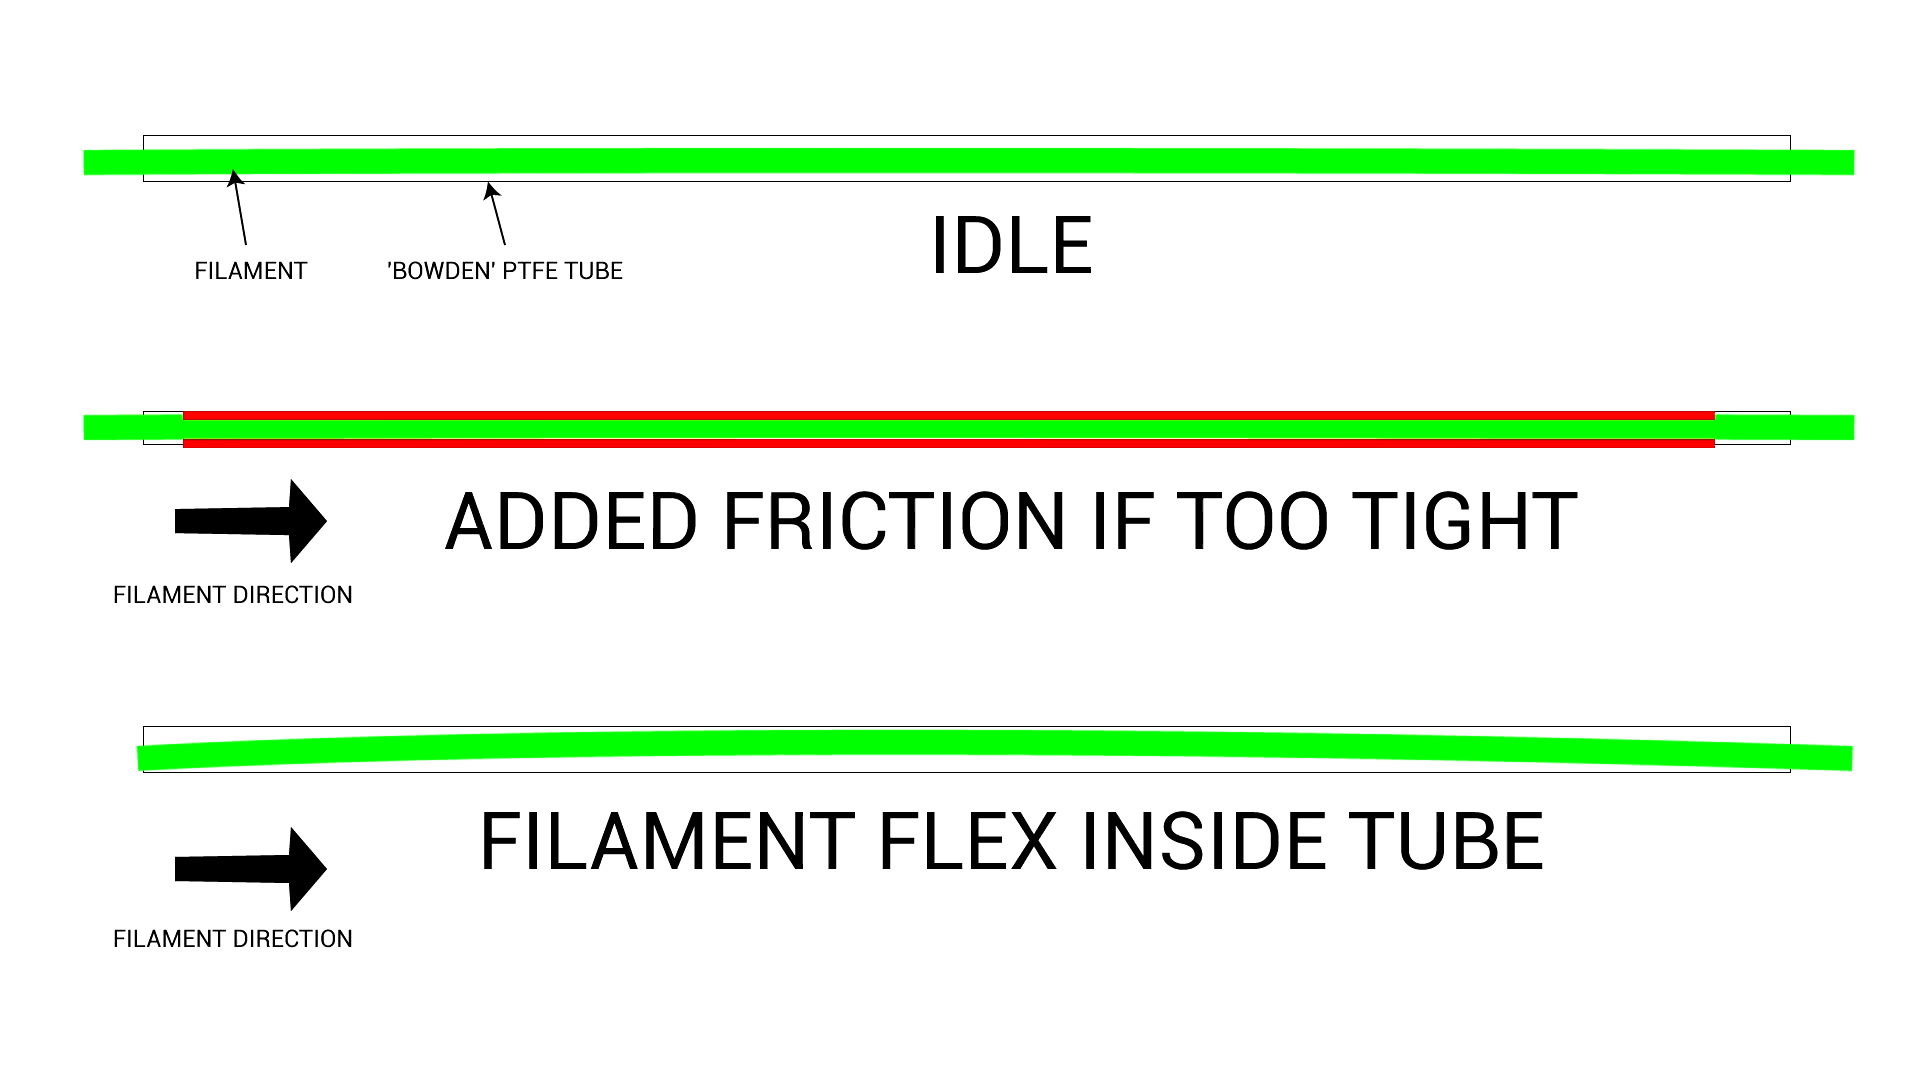 FILAMENT
'BOWDEN' PTFE TUBE
IDLE
ADDED FRICTION IF TOO TIGHT
FILAMENT DIRECTION
FILAMENT FLEX INSIDE TUBE
FILAMENT DIRECTION